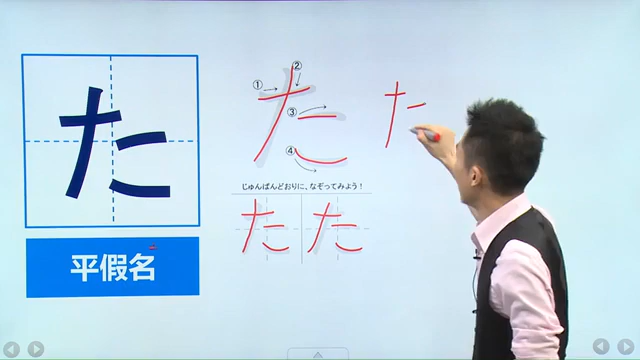 た
平假名
① ② ③ ④
た
じゅんばんどおりに、なぞってみよう！
た た